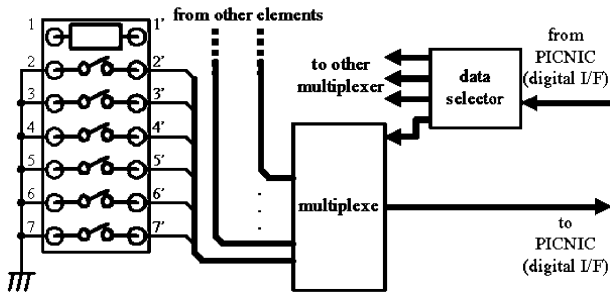 from other elements
1
1'
2
2'
3
3'
4
4'
5
5'
6
6'
7
7'
to other
multiplexer
data
selector
from
PICNIC
(digital I/F)
multiplexe
to
PICNIC
(digital I/F)